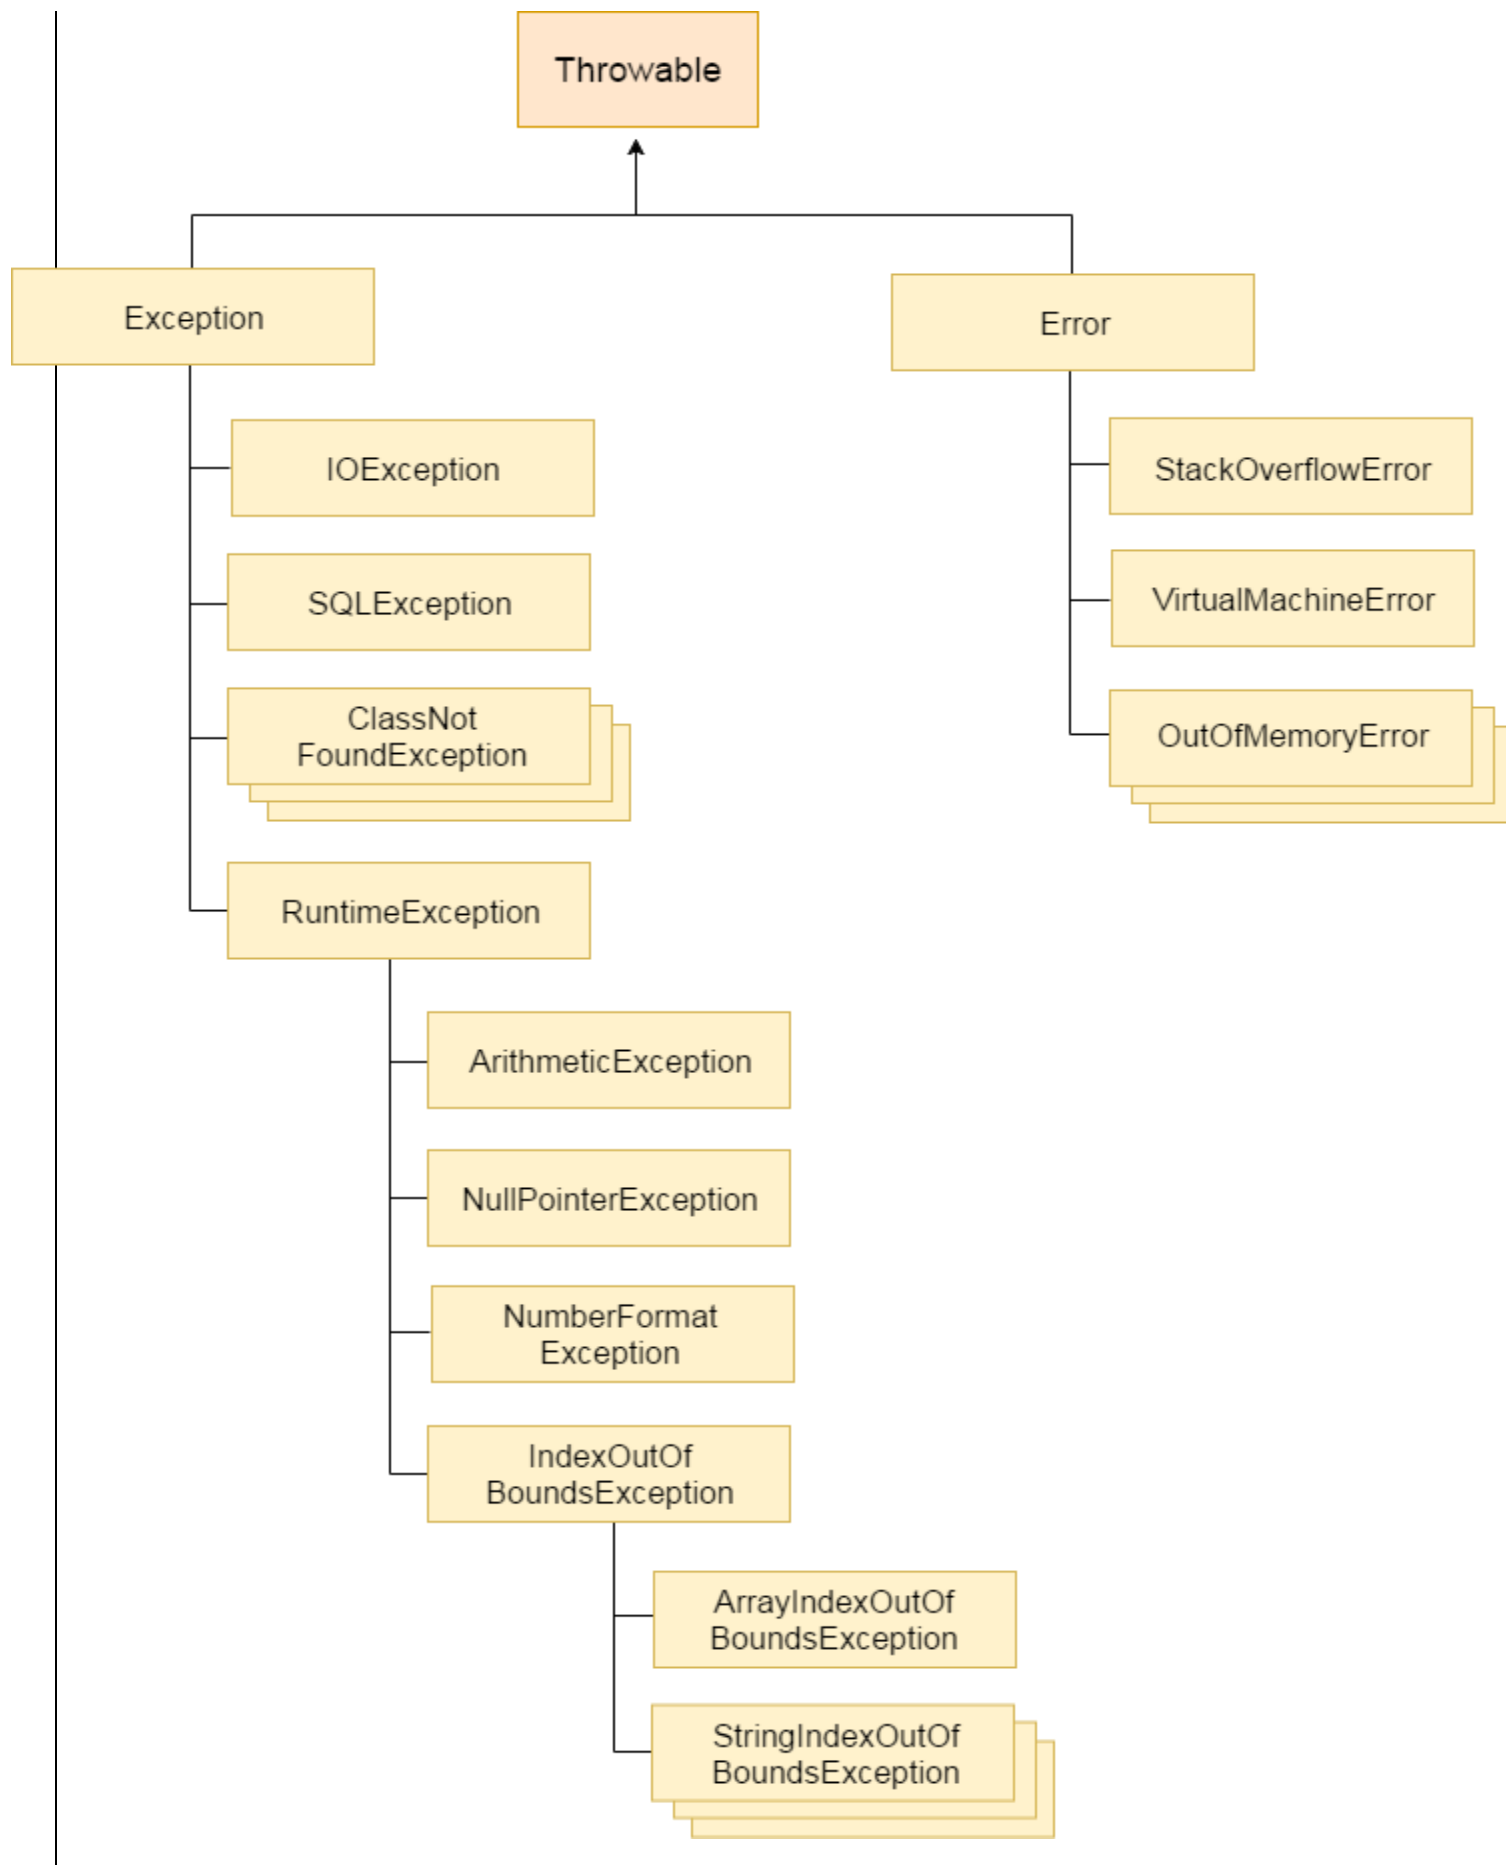 Throwable
Exception
Error
IOException
StackOverflowError
SQLException
VirtualMachineError
ClassNot
FoundException
OutOfMemoryError
RuntimeException
ArithmeticException
NullPointerException
NumberFormat
Exception
IndexOutOf
BoundsException
ArrayIndexOutOf
BoundsException
StringIndexOutOf
BoundsException